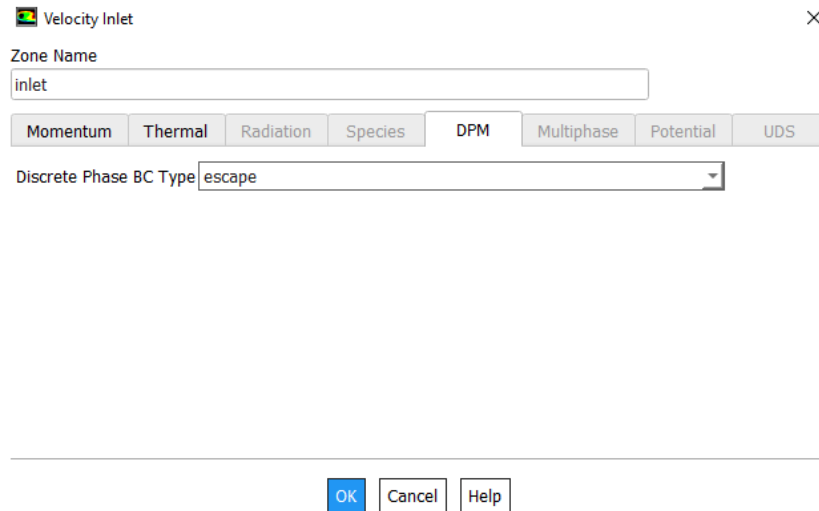 Velocity Inlet
Zone Name
inlet
Momentum Thermal Radiation Species DPM Multiphase Potential UDS
Discrete Phase BC Type escape
OK Cancel Help